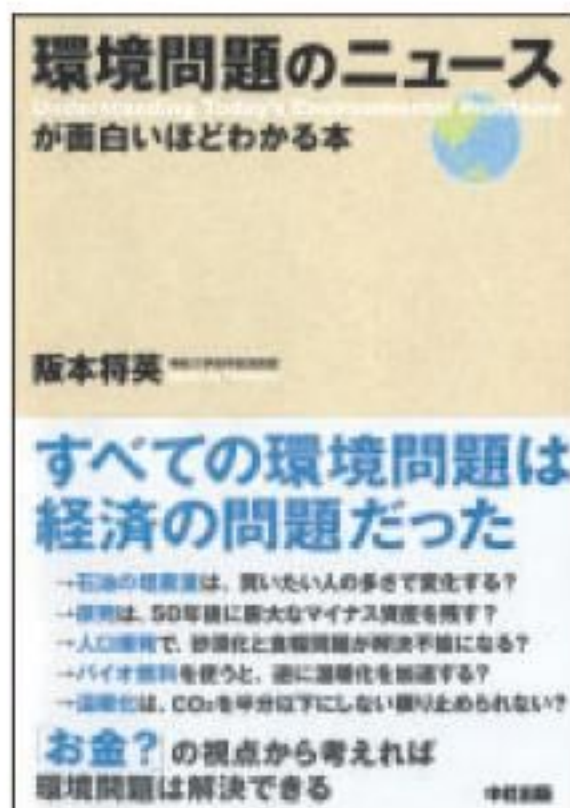 環境問題のニュース
Understanding Today's Environmental Problems
が面白いほどわかる本
阪本将英
すべての環境問題は
経済の問題だった
→石油の埋蔵量は、買いたい人の多さで変化する?
→原発は、50年後に膨大なマイナス資産を残す?
→人口爆発で、砂漠化と食糧問題が解決不能になる?
→バイオ燃料を使うと、逆に温暖化を加速する?
→温暖化は、CO₂を半分以下にしない限り止められない?
「お金?」の視点から考えれば
環境問題は解決できる
中経出版